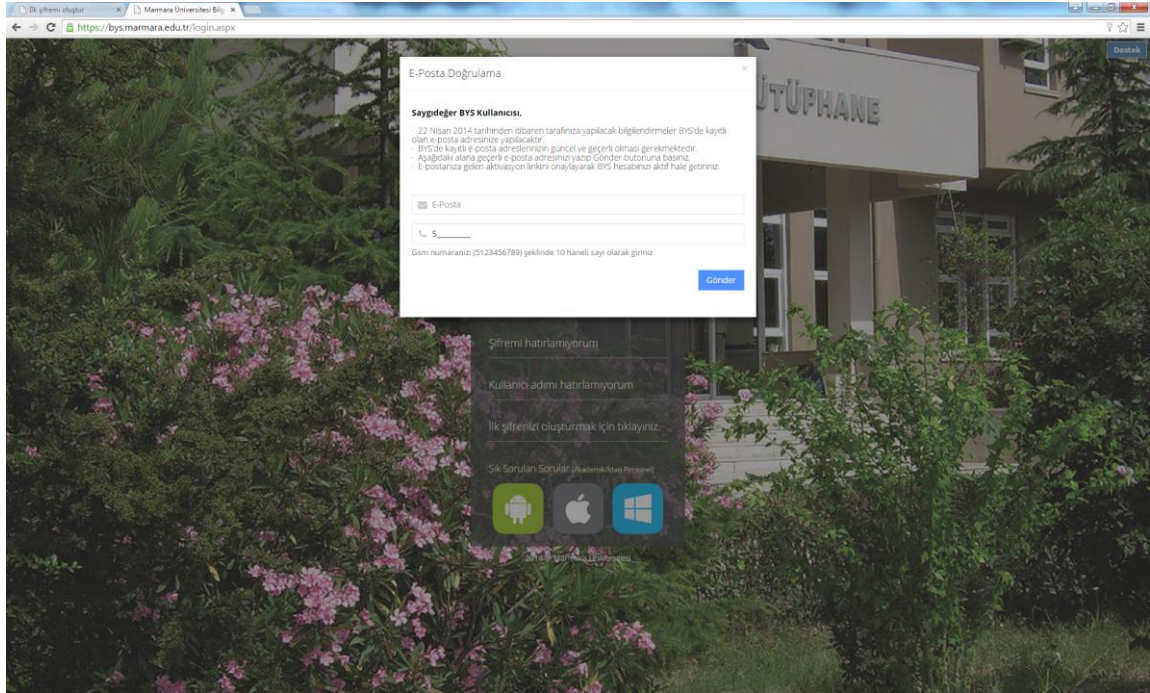 İlk şifremi oluştur
Marmara Üniversitesi Bilgi
https://bys.marmara.edu.tr/login.aspx
Destek
E-Posta Doğrulama
ÜTÜPHANE
Saygıdeğer BYS Kullanıcısı,
- 22 Nisan 2014 tarihinden itibaren tarafınıza yapılacak bilgilendirmeler BYS'de kayıtlı
olan e-posta adresinize yapılacaktır.
- BYS'de kayıtlı e-posta adreslerinizin güncel ve geçerli olması gerekmektedir.
- Aşağıdaki alana geçerli e-posta adresinizi yazıp Gönder butonuna basınız.
- E-postanıza gelen aktivasyon linkini onaylayarak BYS hesabınızı aktif hale getiriniz.
E-Posta
5_________
Gsm numaranızı (5123456789) şeklinde 10 haneli sayı olarak giriniz
Gönder
Şifremi hatırlamıyorum
Kullanıcı adımı hatırlamıyorum
İlk şifrenizi oluşturmak için tıklayınız.
Sık Sorulan Sorular (Akademik/İdari Personel)
2014 © Marmara Üniversitesi